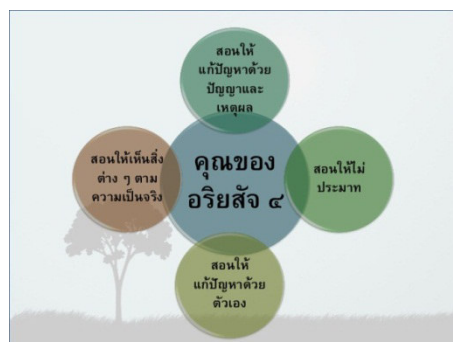 สอนให้
แก้ปัญหาด้วย
ปัญญาและ
เหตุผล
สอนให้เห็นสิ่ง
ต่าง ๆ ตาม
ความเป็นจริง
คุณของ
อริยสัจ ๔
สอนให้ไม่
ประมาท
สอนให้
แก้ปัญหาด้วย
ตัวเอง